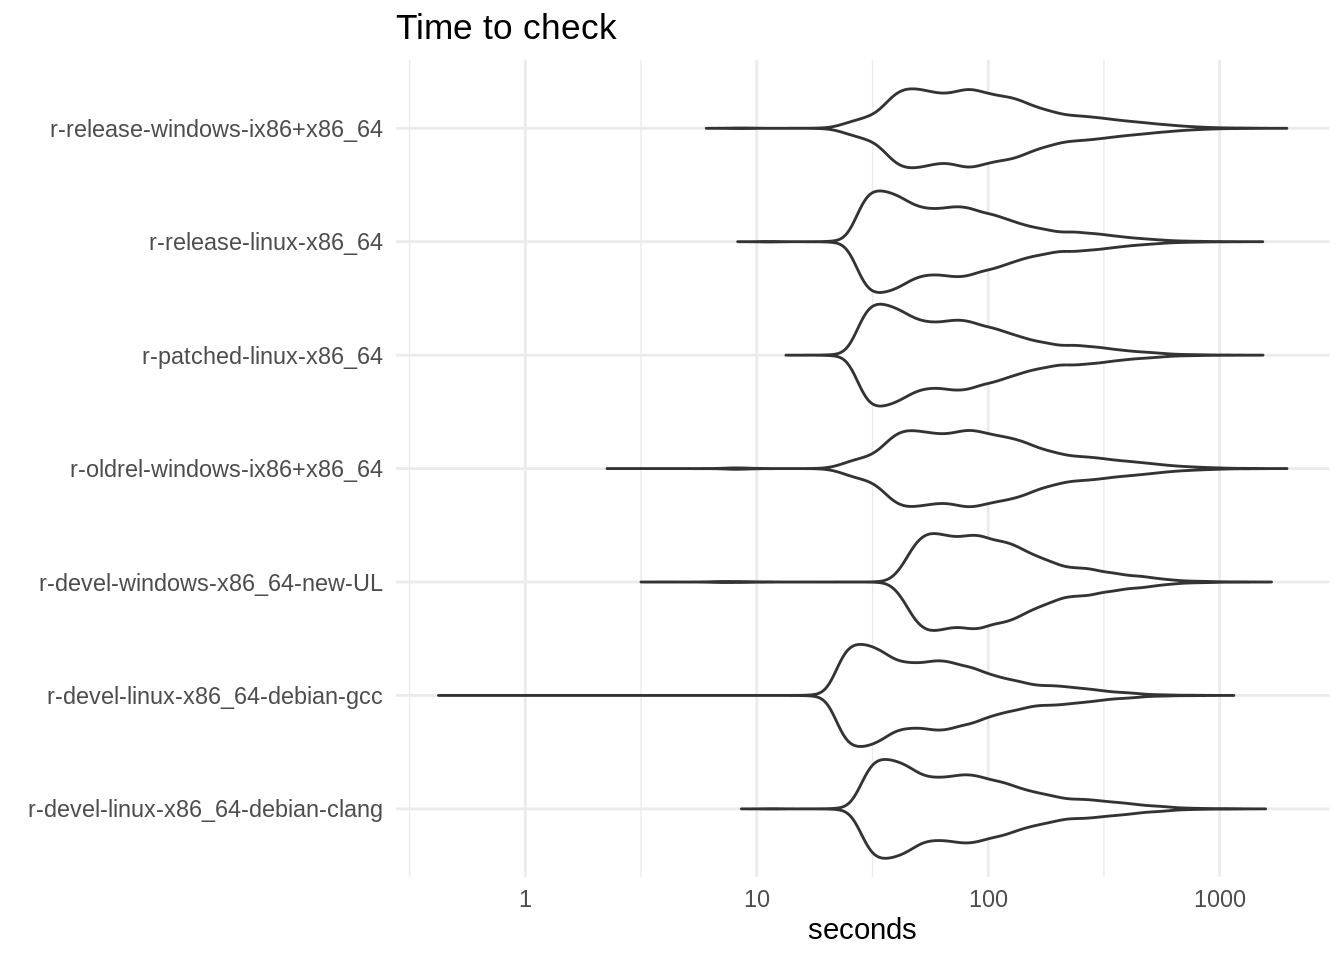 Time to check
r-release-windows-ix86+x86_64
r-release-linux-x86_64
r-patched-linux-x86_64
r-oldrel-windows-ix86+x86_64
r-devel-windows-x86_64-new-UL
r-devel-linux-x86_64-debian-gcc
r-devel-linux-x86_64-debian-clang
1 10 100 1000
seconds